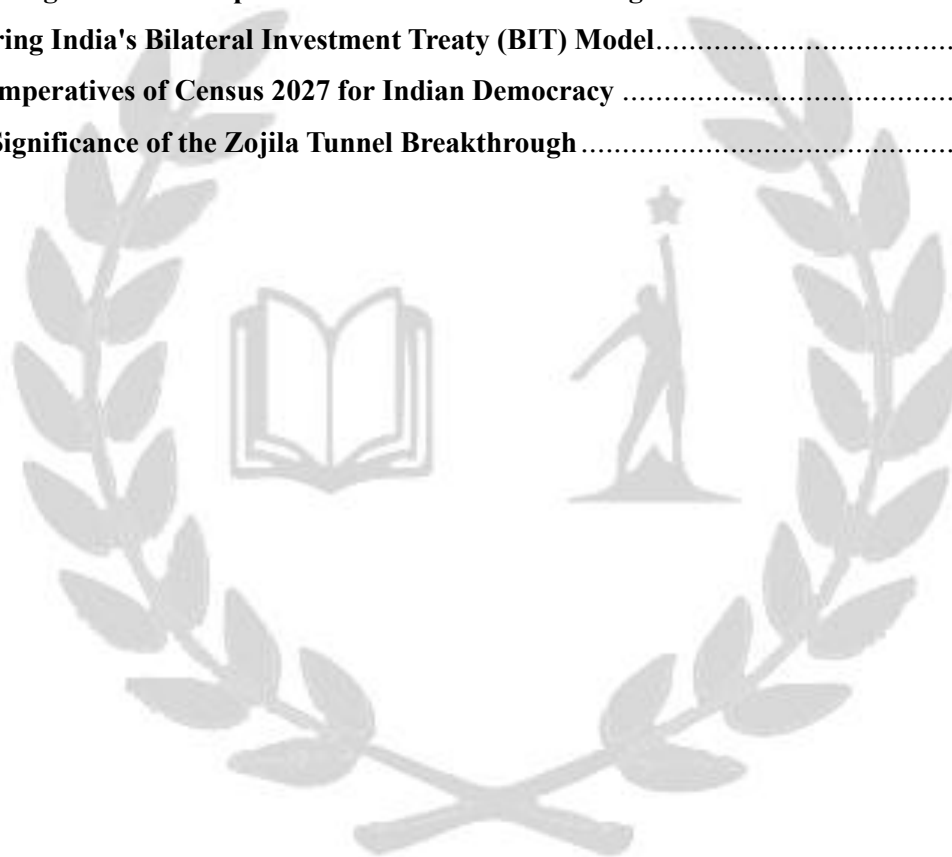 ring India's Bilateral Investment Treaty (BIT) Model....................................
mperatives of Census 2027 for Indian Democracy ....................................
Significance of the Zojila Tunnel Breakthrough....................................